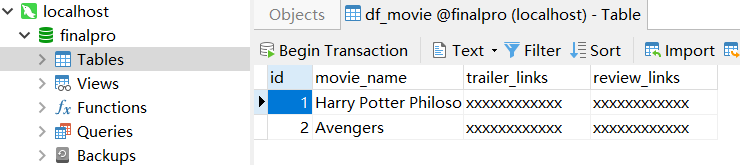 localhost
finalpro
Tables
Views
fx Functions
Queries
Backups
Objects
df_movie @finalpro (localhost) - Table
Begin Transaction Text Filter Sort Import
id movie_name trailer_links review_links
1 Harry Potter Philoso xxxxxxxxxxxx xxxxxxxxxxxx
2 Avengers xxxxxxxxxxxx xxxxxxxxxxxx